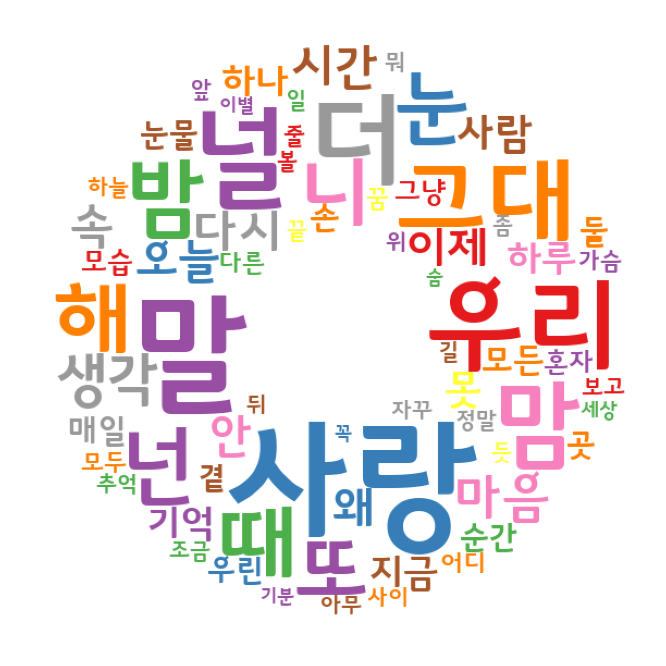 시간 뭐
하나 눈
앞 이별 일
널 더
눈물 줄 사람
볼
밤 니 꿈 그냥 그대
하늘
속 다시 끝 손 좀 둘
모습 오늘 다른 위 이제 하루 가슴
숨
해 말 우리
길
생각 모든 혼자
못 맘 보고
뒤 자꾸 정말 세상
매일 넌 안 사랑 꼭
모두 곁 듯 곳
추억 왜 마음
기억 때 순간
조금 우린 또 지금 어디
기분 아무 사이